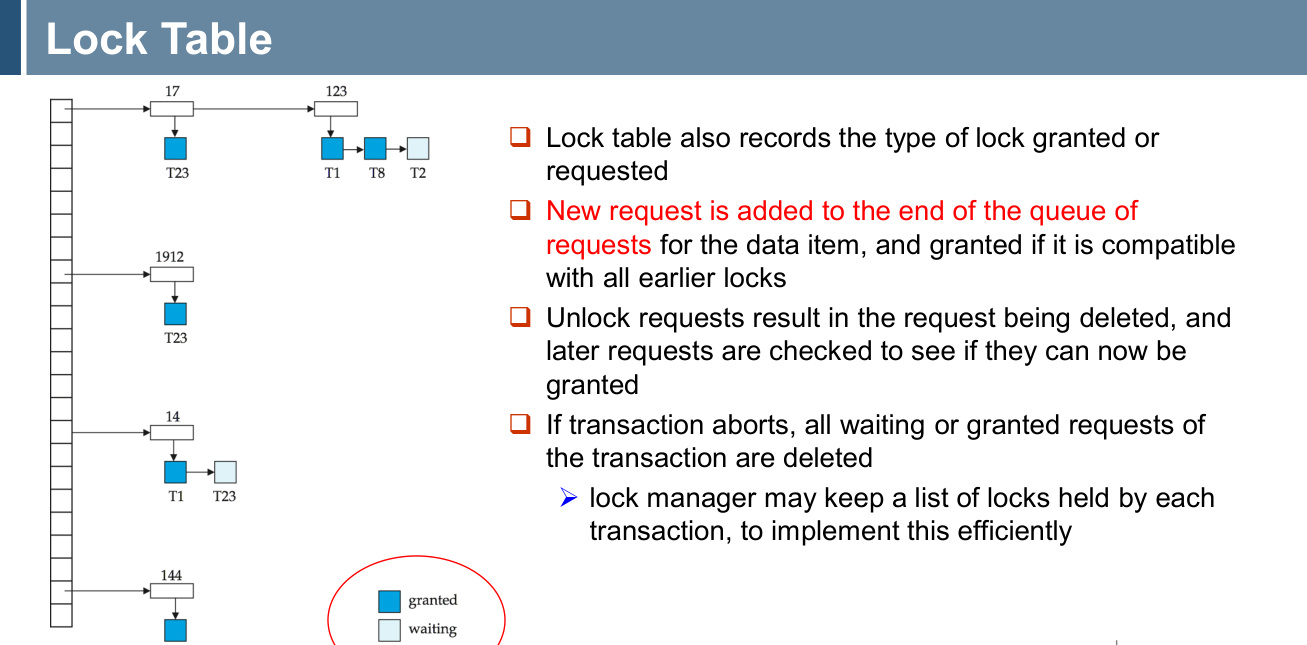 Lock Table
17
123
T23
T1
T8
T2
1912
T23
14
T1
T23
144
granted
waiting
❑ Lock table also records the type of lock granted or
requested
❑ New request is added to the end of the queue of
requests for the data item, and granted if it is compatible
with all earlier locks
❑ Unlock requests result in the request being deleted, and
later requests are checked to see if they can now be
granted
❑ If transaction aborts, all waiting or granted requests of
the transaction are deleted
➢ lock manager may keep a list of locks held by each
transaction, to implement this efficiently